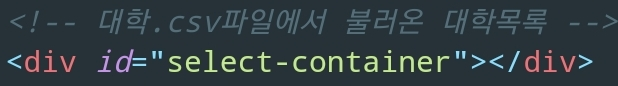 <!-- 대학.csv파일에서 불러온 대학목록 -->
<div id="select-container"></div>